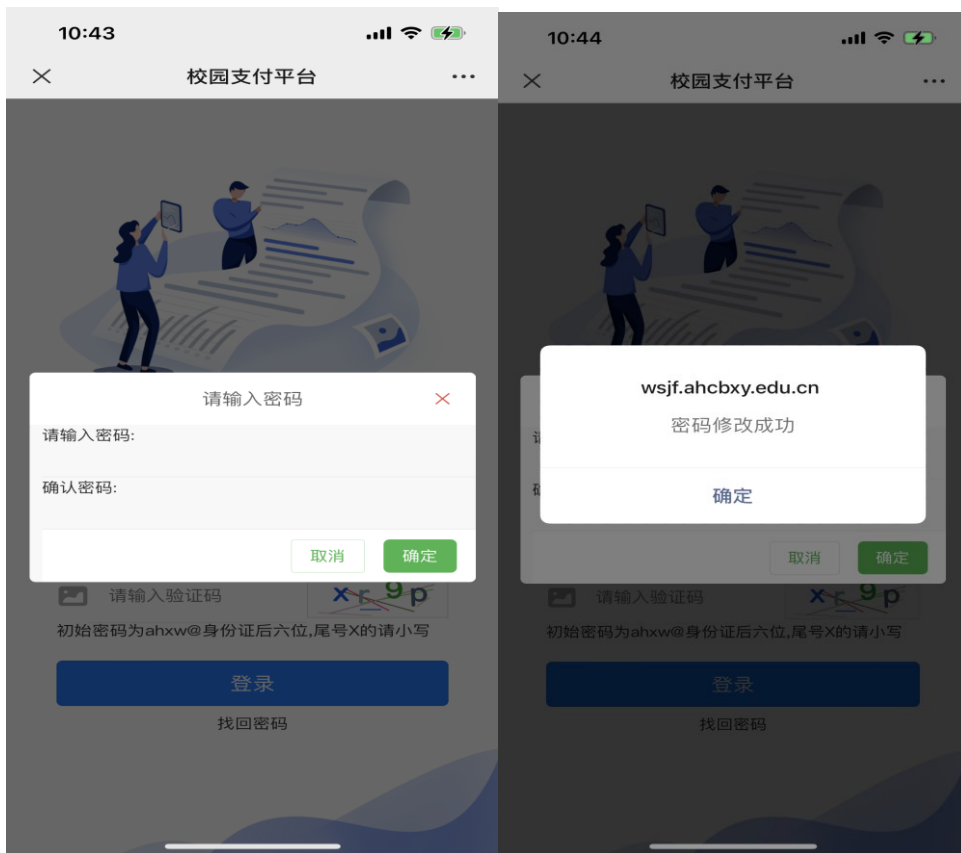 10:43
校园支付平台
请输入密码
请输入密码:
确认密码:
取消
确定
请输入验证码
xr9p
初始密码为ahxw@身份证后六位,尾号X的请小写
登录
找回密码
10:44
校园支付平台
wsjf.ahcbxy.edu.cn
密码修改成功
确定
取消
确定
请输入验证码
xr9p
初始密码为ahxw@身份证后六位,尾号X的请小写
登录
找回密码